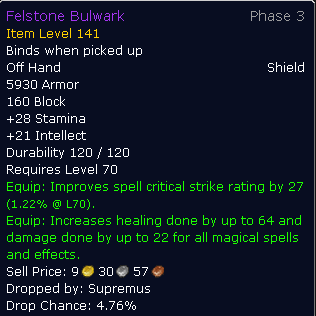 Felstone Bulwark Phase 3
Item Level 141
Binds when picked up
Off Hand Shield
5930 Armor
160 Block
+28 Stamina
+21 Intellect
Durability 120 / 120
Requires Level 70
Equip: Improves spell critical strike rating by 27
(1.22% @ L70).
Equip: Increases healing done by up to 64 and
damage done by up to 22 for all magical spells
and effects.
Sell Price: 9 30 57
Dropped by: Supremus
Drop Chance: 4.76%